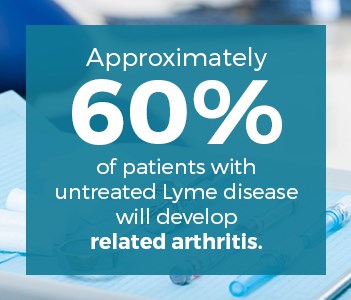 Approximately
60%
of patients with
untreated Lyme disease
will develop
related arthritis.